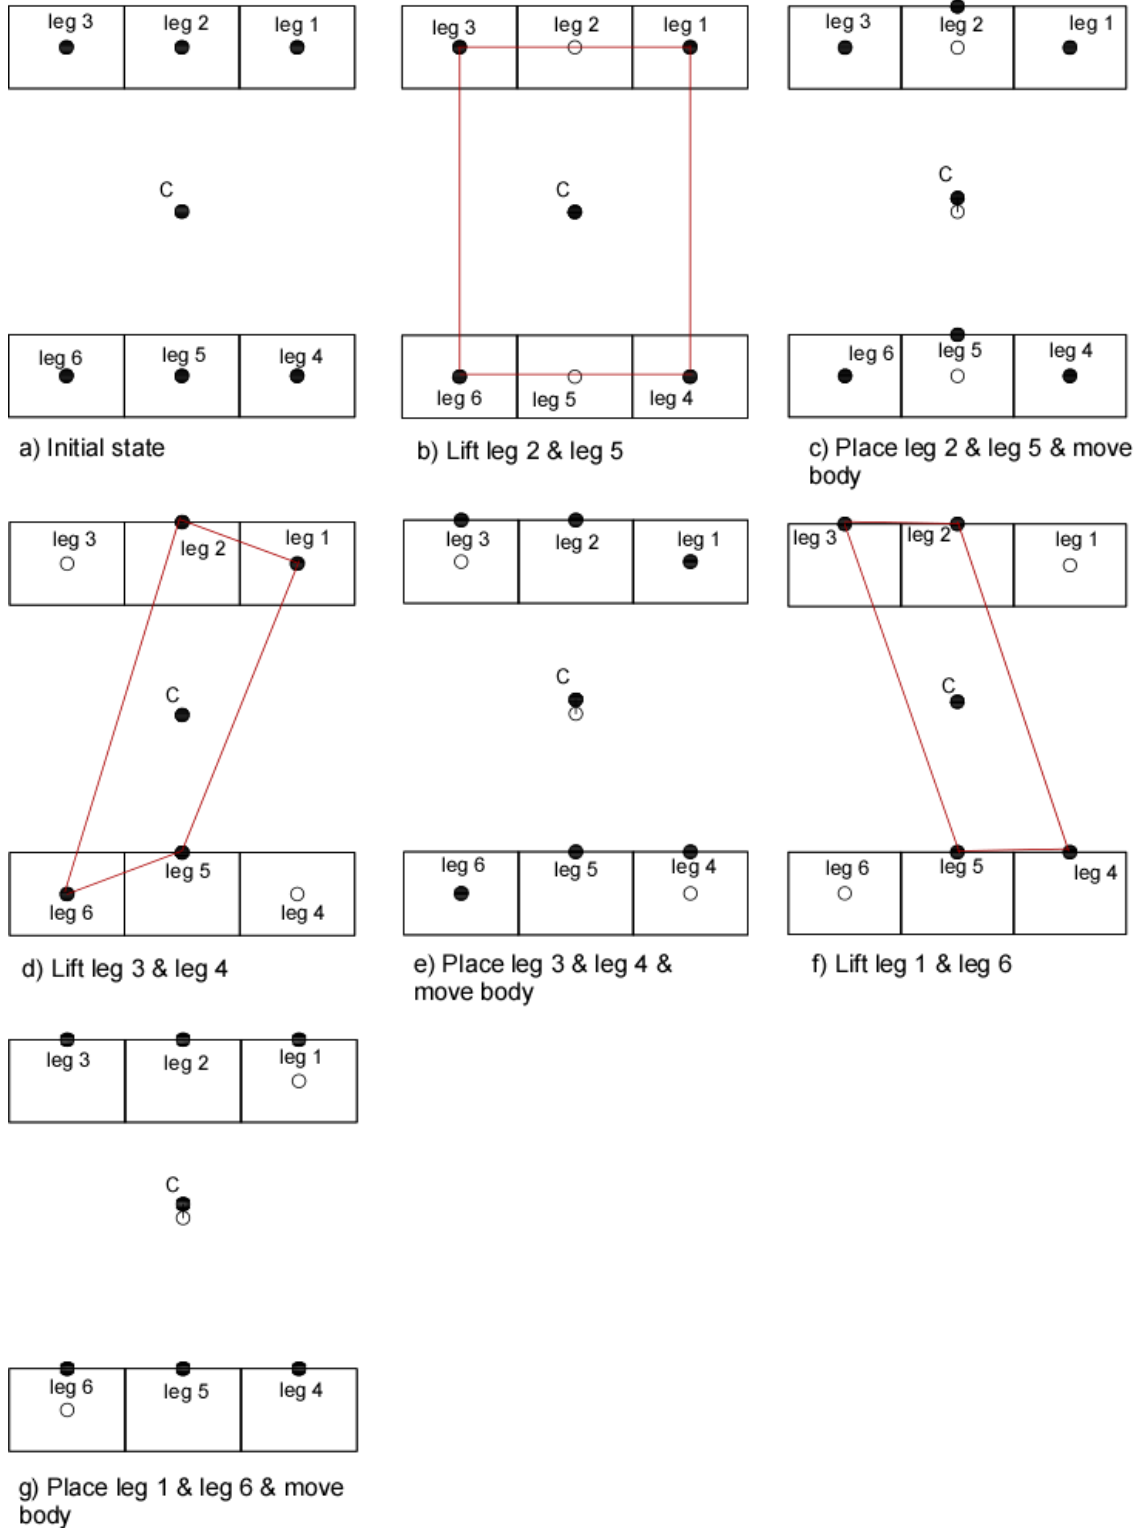 leg 3 leg 2 leg 1
C
leg 6 leg 5 leg 4
a) Initial state
leg 3 leg 2 leg 1
C
leg 6 leg 5 leg 4
b) Lift leg 2 & leg 5
leg 3 leg 2 leg 1
C
leg 6 leg 5 leg 4
c) Place leg 2 & leg 5 & move
body
leg 3 leg 2 leg 1
C
leg 6 leg 5 leg 4
d) Lift leg 3 & leg 4
leg 3 leg 2 leg 1
C
leg 6 leg 5 leg 4
e) Place leg 3 & leg 4 &
move body
leg 3 leg 2 leg 1
C
leg 6 leg 5 leg 4
f) Lift leg 1 & leg 6
leg 3 leg 2 leg 1
C
leg 6 leg 5 leg 4
g) Place leg 1 & leg 6 & move
body